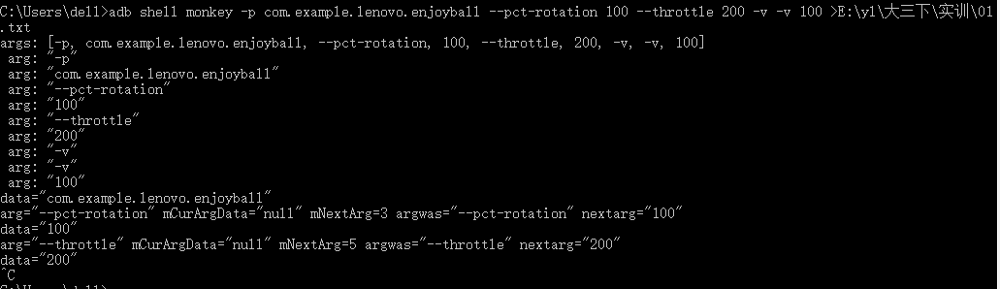 C:\Users\dell>adb shell monkey -p com.example.lenovo.enjoyball --pct-rotation 100 --throttle 200 -v -v 100 >E:\yl\大三下\实训\01
.txt
args: [-p, com.example.lenovo.enjoyball, --pct-rotation, 100, --throttle, 200, -v, -v, 100]
arg: "-p"
arg: "com.example.lenovo.enjoyball"
arg: "--pct-rotation"
arg: "100"
arg: "--throttle"
arg: "200"
arg: "-v"
arg: "-v"
arg: "100"
data="com.example.lenovo.enjoyball"
arg="--pct-rotation" mCurArgData="null" mNextArg=3 argwas="--pct-rotation" nextarg="100"
data="100"
arg="--throttle" mCurArgData="null" mNextArg=5 argwas="--throttle" nextarg="200"
data="200"
^C
C:\Users\dell>